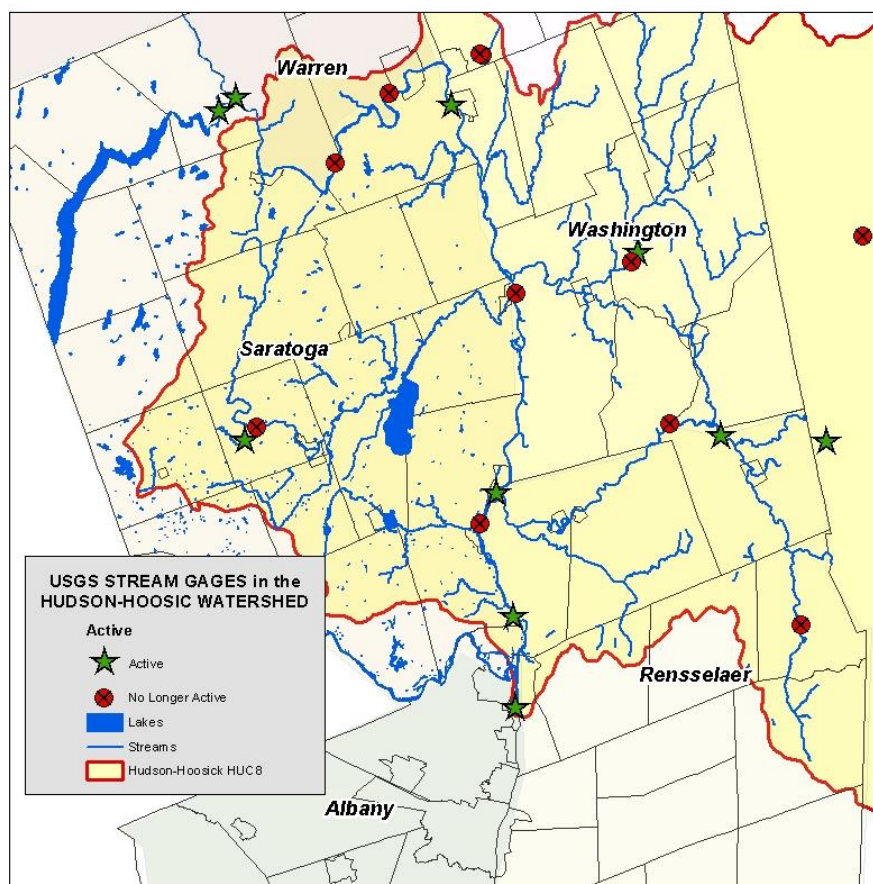 Warren
Washington
Saratoga
USGS STREAM GAGES in the
HUDSON-HOOSIC WATERSHED
Active
Active
No Longer Active
Lakes
Streams
Hudson-Hoosick HUC8
Rensselaer
Albany